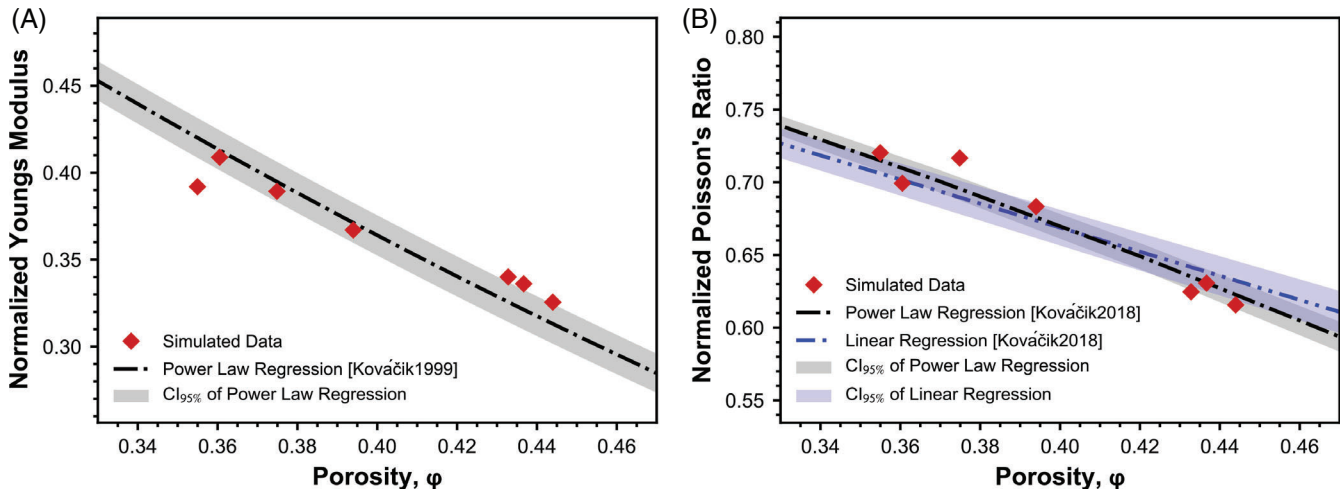 (A)
Normalized Youngs Modulus
0.45
0.40
0.35
0.30
Simulated Data
Power Law Regression [Kováčik1999]
CI95% of Power Law Regression
0.34 0.36 0.38 0.40 0.42 0.44 0.46
Porosity, φ
(B)
Normalized Poisson's Ratio
0.80
0.75
0.70
0.65
0.60
0.55
Simulated Data
Power Law Regression [Kováčik2018]
Linear Regression [Kováčik2018]
CI95% of Power Law Regression
CI95% of Linear Regression
0.34 0.36 0.38 0.40 0.42 0.44 0.46
Porosity, φ